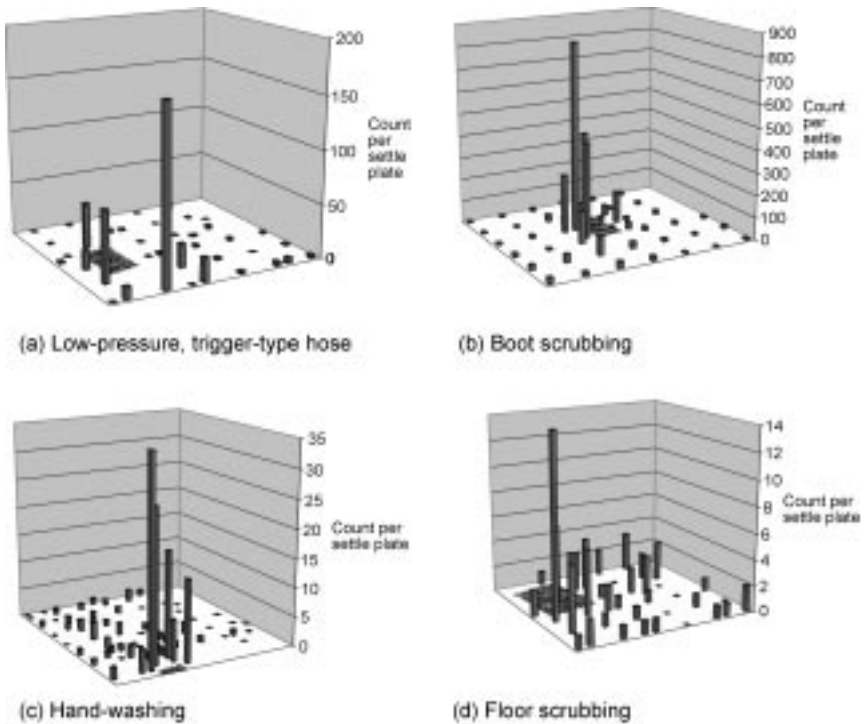 200
150
Count
per
settle
plate
100
50
0
(a) Low-pressure, trigger-type hose
900
800
700
Count
per
settle
plate
600
500
400
300
200
100
0
(b) Boot scrubbing
35
30
25
Count per
settle plate
20
15
10
5
0
(c) Hand-washing
14
12
10
8
Count per
settle plate
6
4
2
0
(d) Floor scrubbing